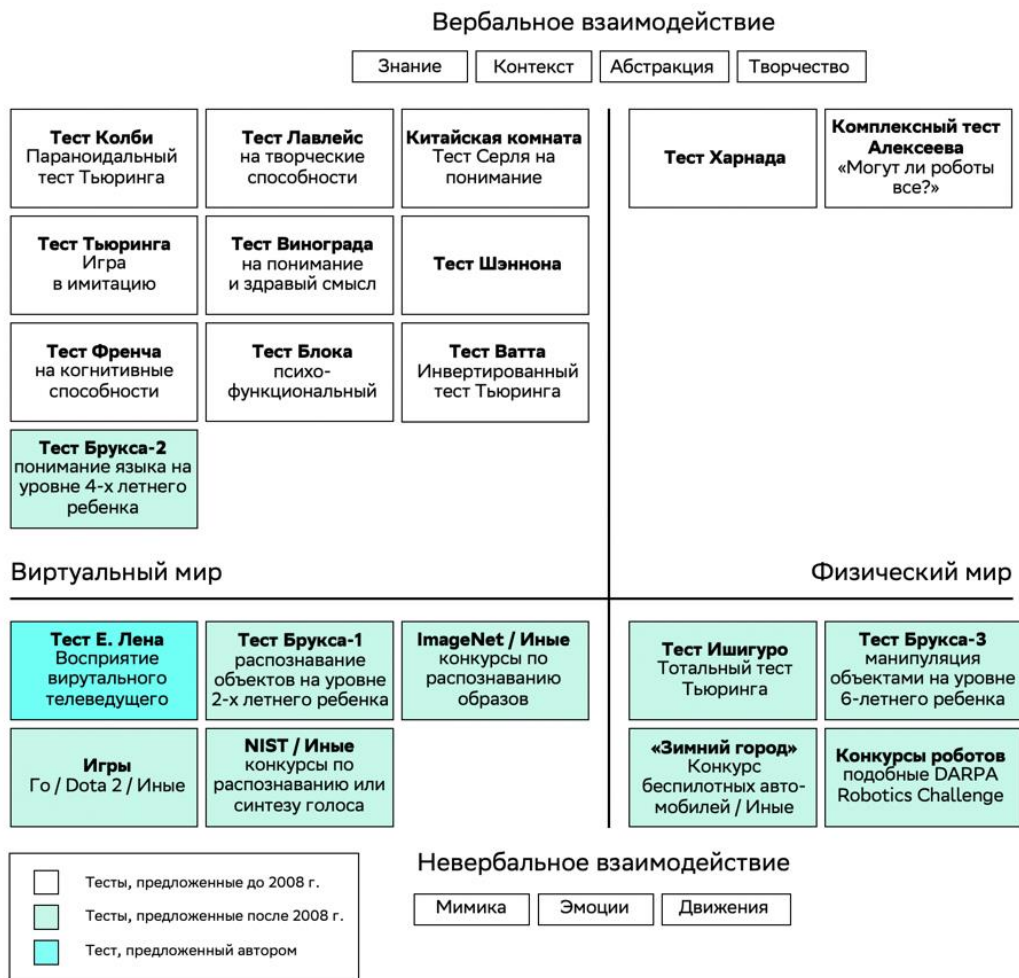 Вербальное взаимодействие
Знание
Контекст
Абстракция
Творчество
Тест Колби
Параноидальный
тест Тьюринга
Тест Лавлейс
на творческие
способности
Китайская комната
Тест Серля на
понимание
Тест Харнада
Комплексный тест
Алексеева
«Могут ли роботы
все?»
Тест Тьюринга
Игра
в имитацию
Тест Винограда
на понимание
и здравый смысл
Тест Шэннона
Тест Френча
на когнитивные
способности
Тест Блока
психо-
функциональный
Тест Ватта
Инвертированный
тест Тьюринга
Тест Брукса-2
понимание языка на
уровне 4-х летнего
ребенка
Виртуальный мир
Физический мир
Тест Е. Лена
Восприятие
вирутального
телеведущего
Тест Брукса-1
распознавание
объектов на уровне
2-х летнего ребенка
ImageNet / Иные
конкурсы по
распознаванию
образов
Тест Ишигуро
Тотальный тест
Тьюринга
Тест Брукса-3
манипуляция
объектами на уровне
6-летнего ребенка
Игры
Го / Dota 2 / Иные
NIST / Иные
конкурсы по
распознаванию или
синтезу голоса
«Зимний город»
Конкурс
беспилотных авто-
мобилей / Иные
Конкурсы роботов
подобные DARPA
Robotics Challenge
Тесты, предложенные до 2008 г.
Тесты, предложенные после 2008 г.
Тест, предложенный автором
Невербальное взаимодействие
Мимика
Эмоции
Движения